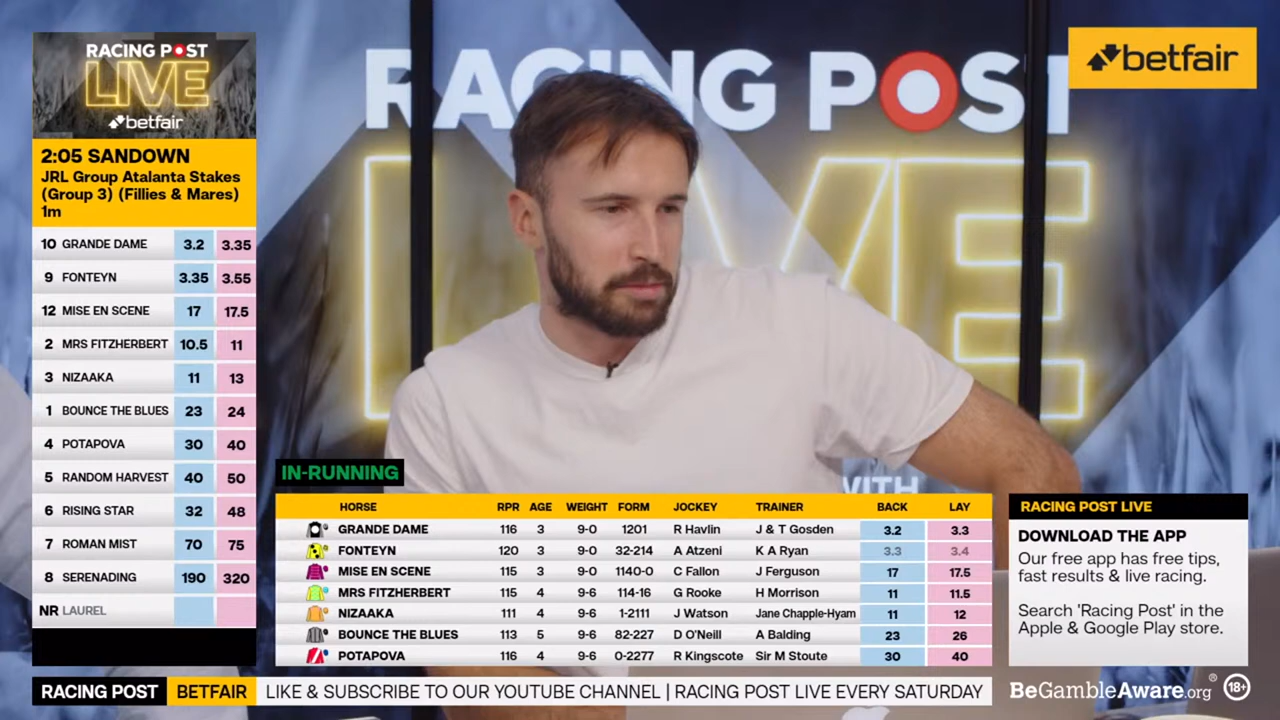 RACING POST
LIVE
betfair
2:05 SANDOWN
JRL Group Atalanta Stakes
(Group 3) (Fillies & Mares)
1m
10 GRANDE DAME 3.2 3.35
9 FONTEYN 3.35 3.55
12 MISE EN SCENE 17 17.5
2 MRS FITZHERBERT 10.5 11
3 NIZAAKA 11 13
1 BOUNCE THE BLUES 23 24
4 POTAPOVA 30 40
5 RANDOM HARVEST 40 50
6 RISING STAR 32 48
7 ROMAN MIST 70 75
8 SERENADING 190 320
NR LAUREL
RACING POST
LIVE
WITH
betfair
IN-RUNNING
HORSE RPR AGE WEIGHT FORM JOCKEY TRAINER BACK LAY
GRANDE DAME 116 3 9-0 1201 R Havlin J & T Gosden 3.2 3.3
FONTEYN 120 3 9-0 32-214 A Atzeni K A Ryan 3.3 3.4
MISE EN SCENE 115 3 9-0 1140-0 C Fallon J Ferguson 17 17.5
MRS FITZHERBERT 115 4 9-6 114-16 G Rooke H Morrison 11 11.5
NIZAAKA 111 4 9-6 1-2111 J Watson Jane Chapple-Hyam 11 12
BOUNCE THE BLUES 113 5 9-6 82-227 D O'Neill A Balding 23 26
POTAPOVA 116 4 9-6 0-2277 R Kingscote Sir M Stoute 30 40
RACING POST LIVE
DOWNLOAD THE APP
Our free app has free tips,
fast results & live racing.
Search 'Racing Post' in the
Apple & Google Play store.
RACING POST BETFAIR LIKE & SUBSCRIBE TO OUR YOUTUBE CHANNEL | RACING POST LIVE EVERY SATURDAY
BeGambleAware.org® 18+